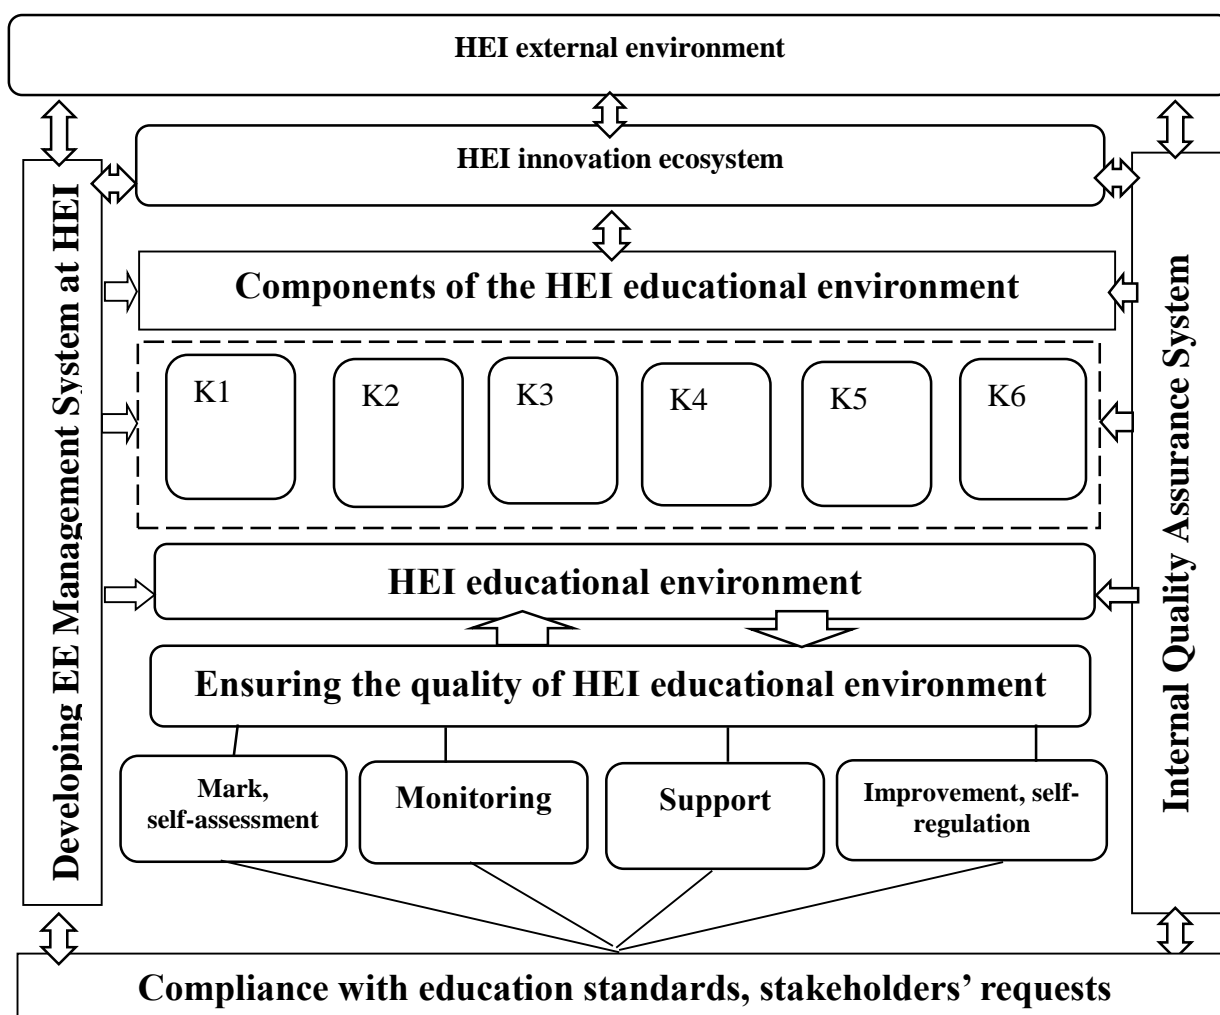 HEI external environment
HEI innovation ecosystem
Developing EE Management System at HEI
Components of the HEI educational environment
Internal Quality Assurance System
K1
K2
K3
K4
K5
K6
HEI educational environment
Ensuring the quality of HEI educational environment
Mark,
self-assessment
Monitoring
Support
Improvement, self-
regulation
Compliance with education standards, stakeholders’ requests